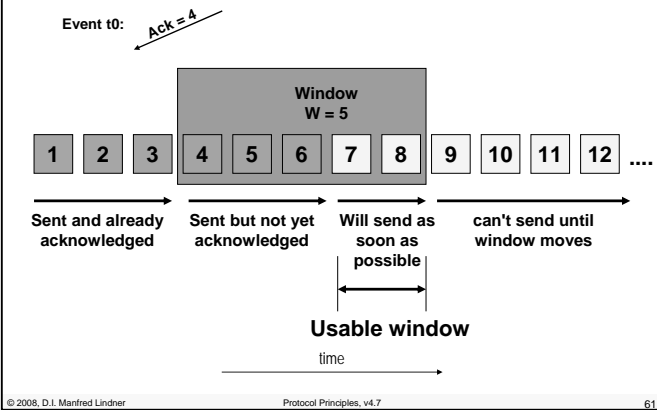 Event t0:
Ack = 4
Window
W = 5
1 2 3 4 5 6 7 8 9 10 11 12 ....
Sent and already
acknowledged
Sent but not yet
acknowledged
Will send as
soon as
possible
can't send until
window moves
Usable window
time
© 2008, D.I. Manfred Lindner Protocol Principles, v4.7 61